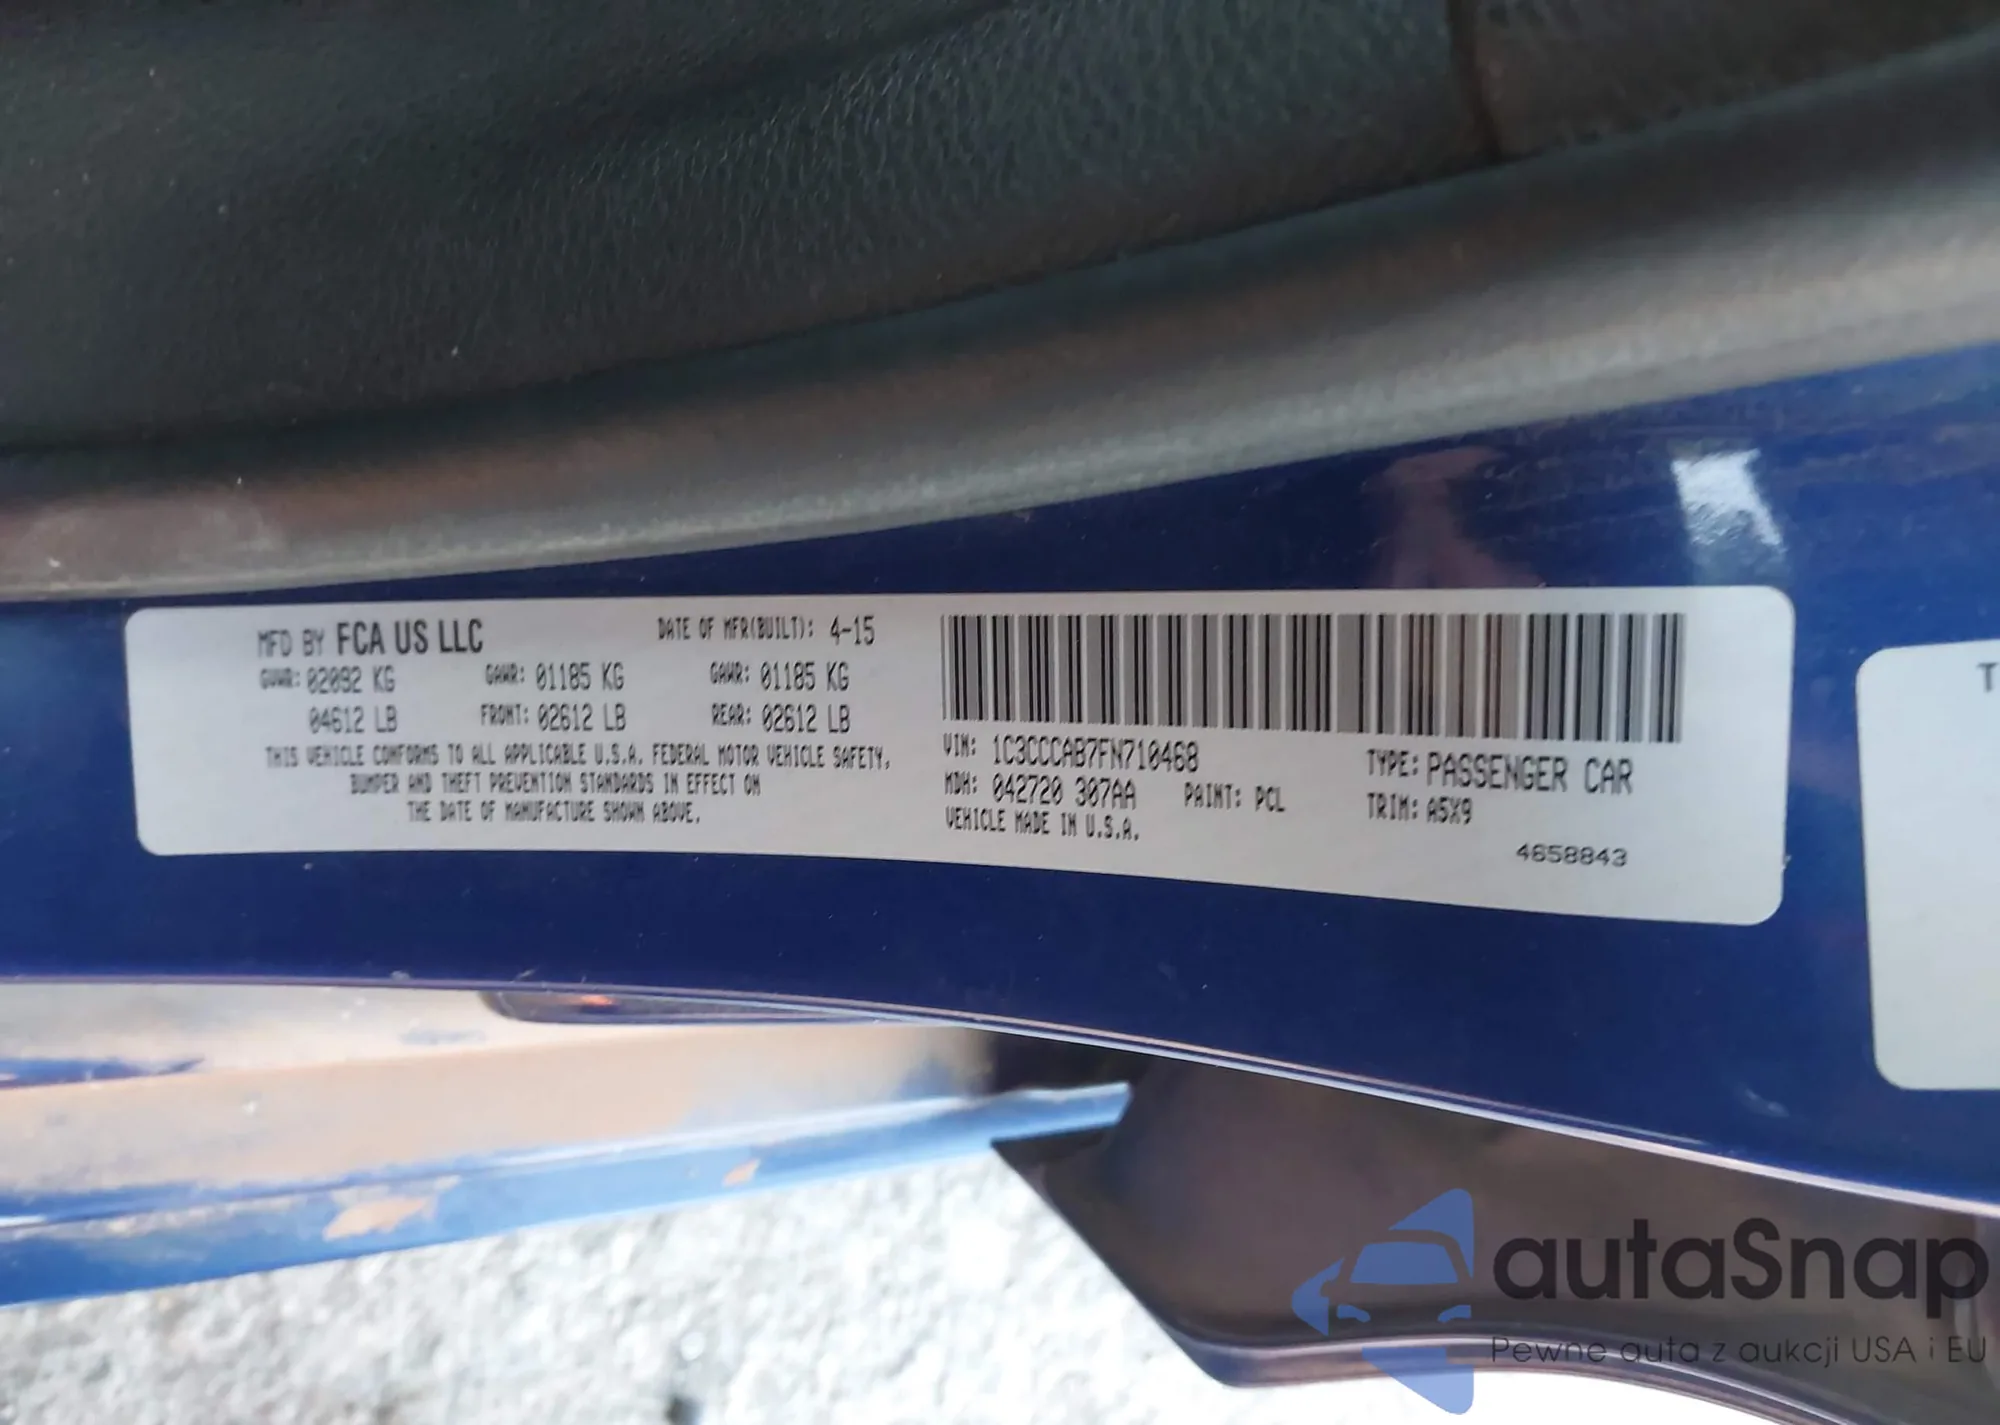 MFD BY FCA US LLC DATE OF MFR(BUILT): 4-15
GVWR: 02092 KG GAWR: 01185 KG GAWR: 01185 KG
04612 LB FRONT: 02612 LB REAR: 02612 LB
THIS VEHICLE CONFORMS TO ALL APPLICABLE U.S.A. FEDERAL MOTOR VEHICLE SAFETY,
BUMPER AND THEFT PREVENTION STANDARDS IN EFFECT ON
THE DATE OF MANUFACTURE SHOWN ABOVE.
VIN: 1C3CCCAB7FN710468 TYPE: PASSENGER CAR
MDH: 042720 307AA PAINT: PCL TRIM: A5X9
VEHICLE MADE IN U.S.A.
4658843
T
autaSnap
Pewne auta z aukcji USA i EU